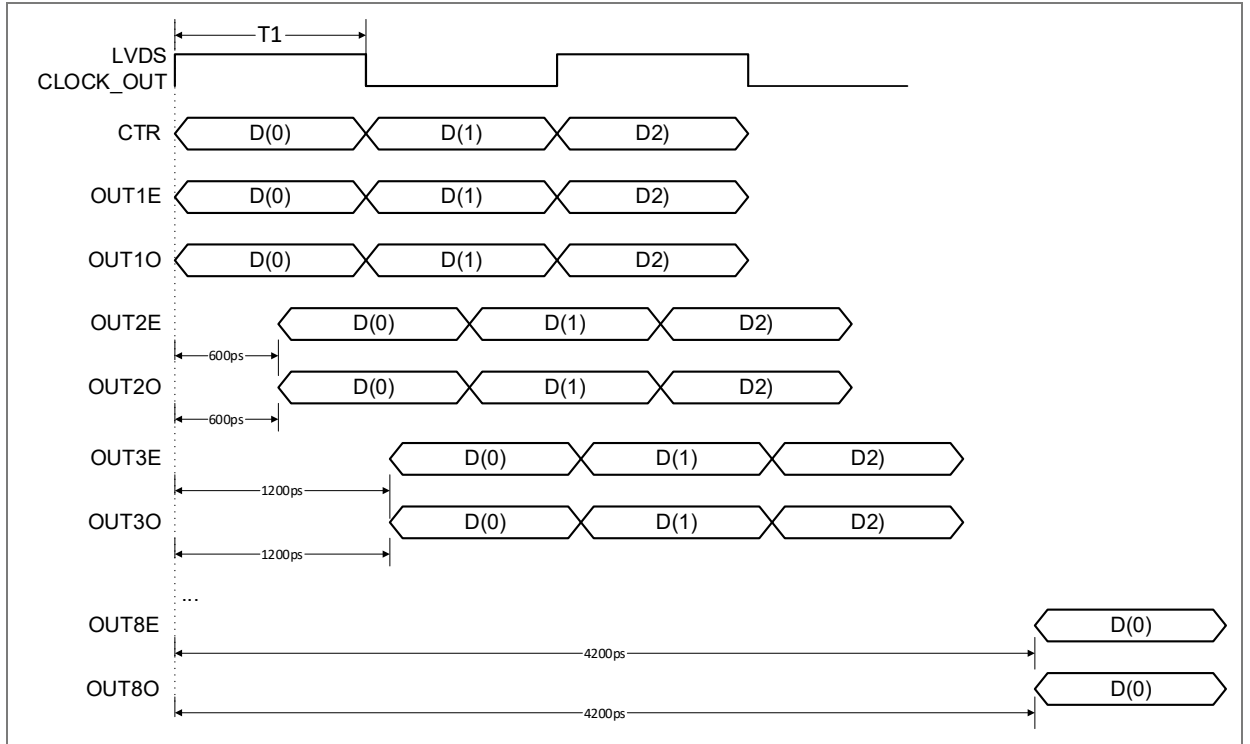 T1
LVDS
CLOCK_OUT
CTR D(0) D(1) D2)
OUT1E D(0) D(1) D2)
OUT1O D(0) D(1) D2)
OUT2E D(0) D(1) D2)
600ps
OUT2O D(0) D(1) D2)
600ps
OUT3E D(0) D(1) D2)
1200ps
OUT3O D(0) D(1) D2)
1200ps
...
OUT8E D(0)
4200ps
OUT8O D(0)
4200ps